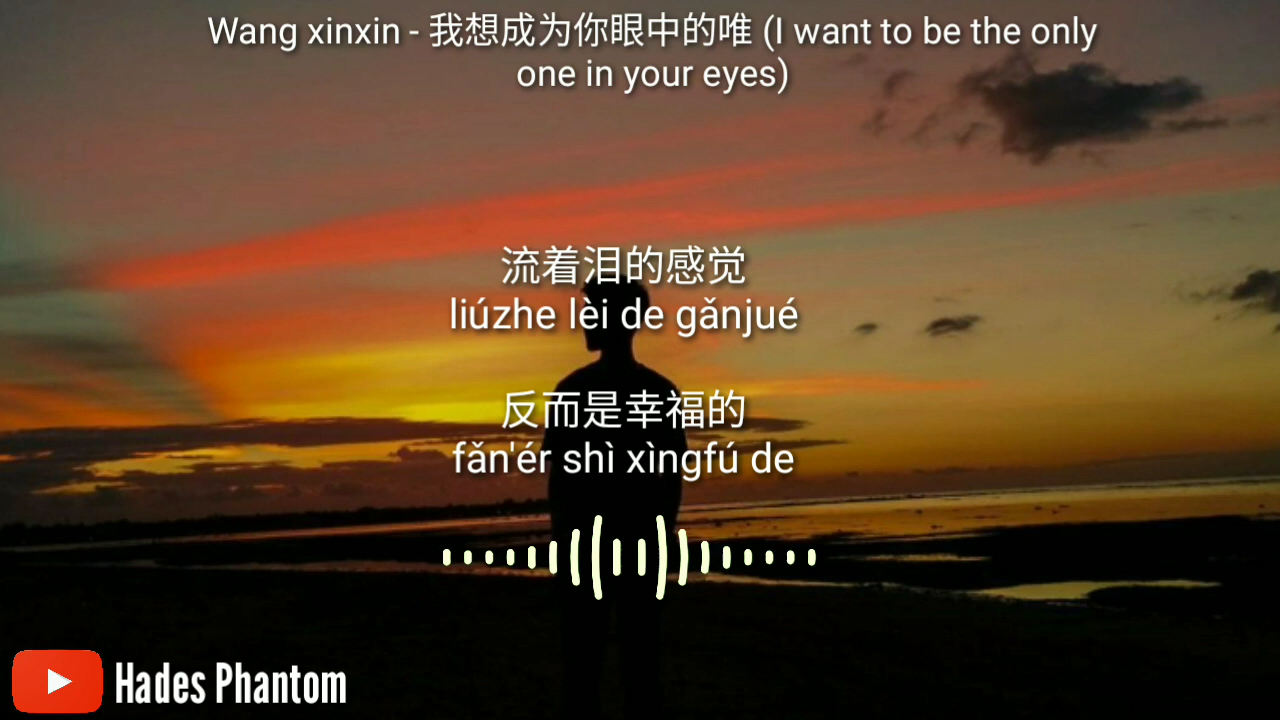 Wang xinxin - 我想成为你眼中的唯 (I want to be the only
one in your eyes)
流着泪的感觉
liúzhe lèi de gǎnjué
反而是幸福的
fǎn'ér shì xìngfú de
Hades Phantom